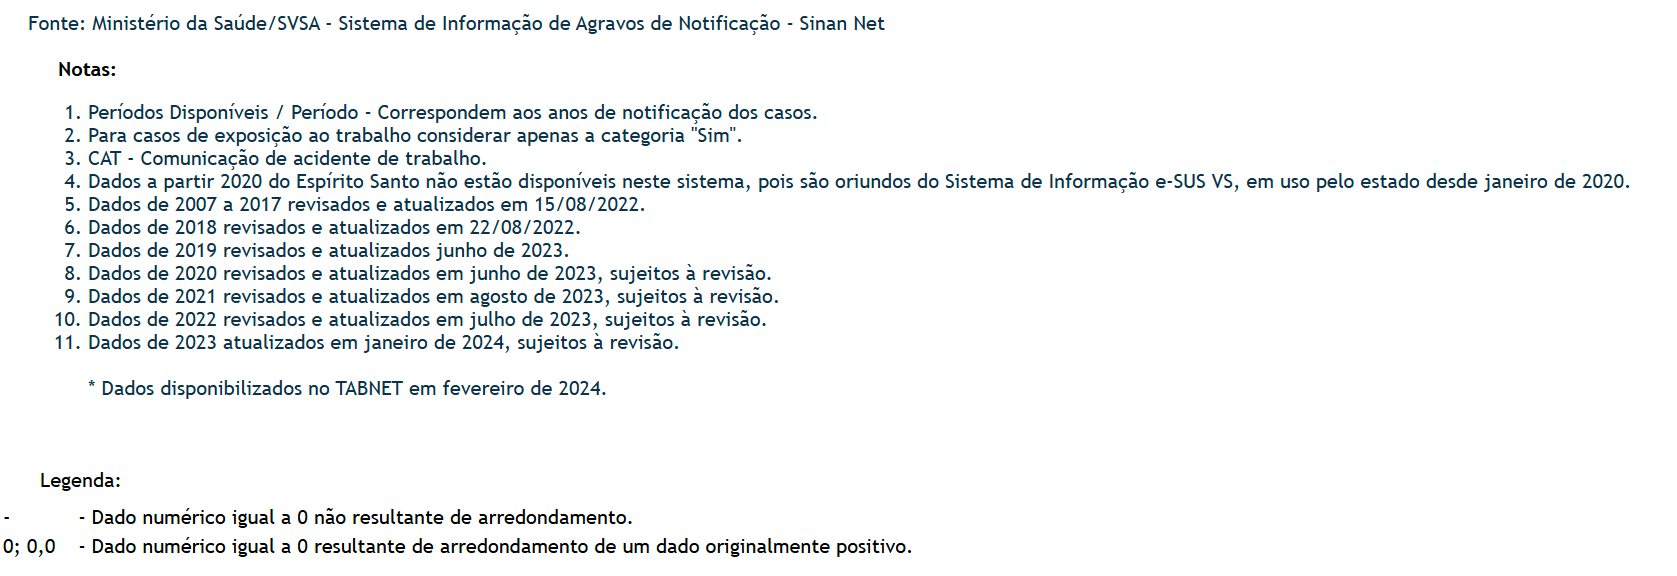 Fonte: Ministério da Saúde/SVSA - Sistema de Informação de Agravos de Notificação - Sinan Net
Notas:
1. Períodos Disponíveis / Período - Correspondem aos anos de notificação dos casos.
2. Para casos de exposição ao trabalho considerar apenas a categoria "Sim".
3. CAT - Comunicação de acidente de trabalho.
4. Dados a partir 2020 do Espírito Santo não estão disponíveis neste sistema, pois são oriundos do Sistema de Informação e-SUS VS, em uso pelo estado desde janeiro de 2020.
5. Dados de 2007 a 2017 revisados e atualizados em 15/08/2022.
6. Dados de 2018 revisados e atualizados em 22/08/2022.
7. Dados de 2019 revisados e atualizados junho de 2023.
8. Dados de 2020 revisados e atualizados em junho de 2023, sujeitos à revisão.
9. Dados de 2021 revisados e atualizados em agosto de 2023, sujeitos à revisão.
10. Dados de 2022 revisados e atualizados em julho de 2023, sujeitos à revisão.
11. Dados de 2023 atualizados em janeiro de 2024, sujeitos à revisão.
* Dados disponibilizados no TABNET em fevereiro de 2024.
Legenda:
- - Dado numérico igual a 0 não resultante de arredondamento.
0; 0,0 - Dado numérico igual a 0 resultante de arredondamento de um dado originalmente positivo.